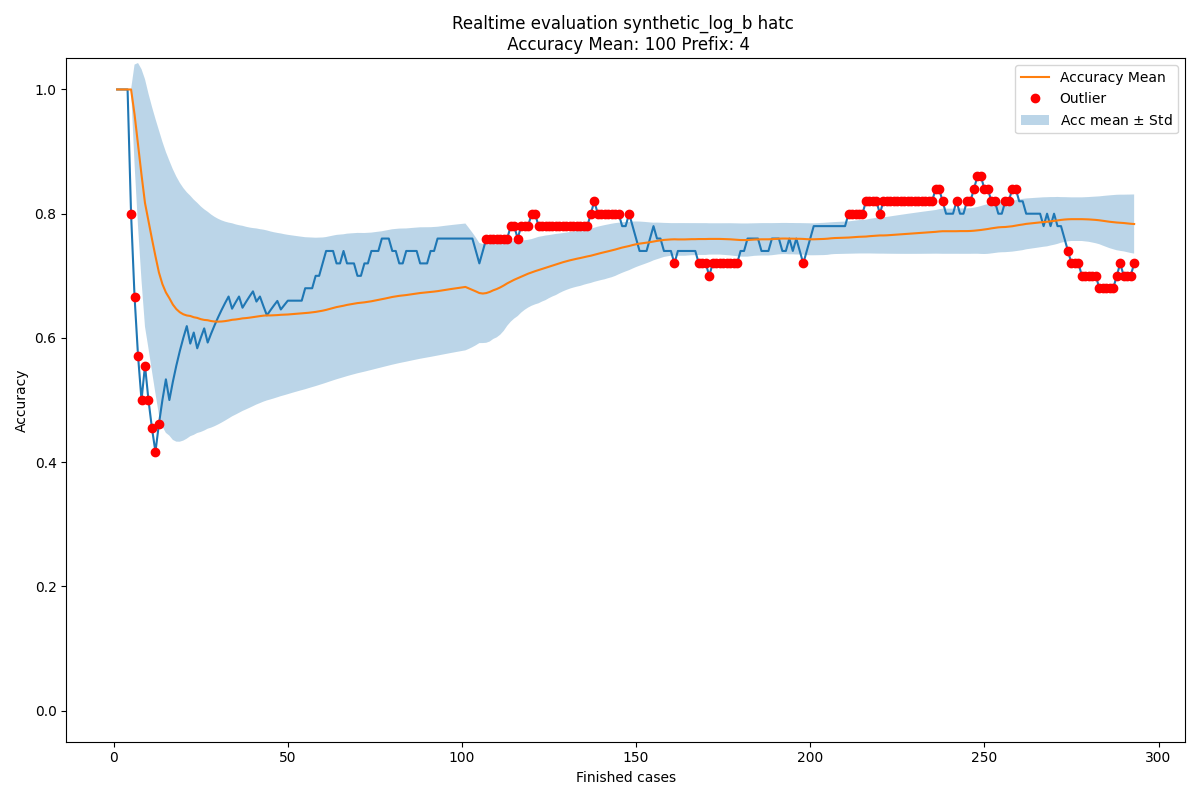 Realtime evaluation synthetic_log_b hatc
Accuracy Mean: 100 Prefix: 4
Accuracy Mean
Outlier
Acc mean ± Std
1.0
0.8
0.6
0.4
0.2
0.0
Accuracy
0
50
100
150
200
250
300
Finished cases